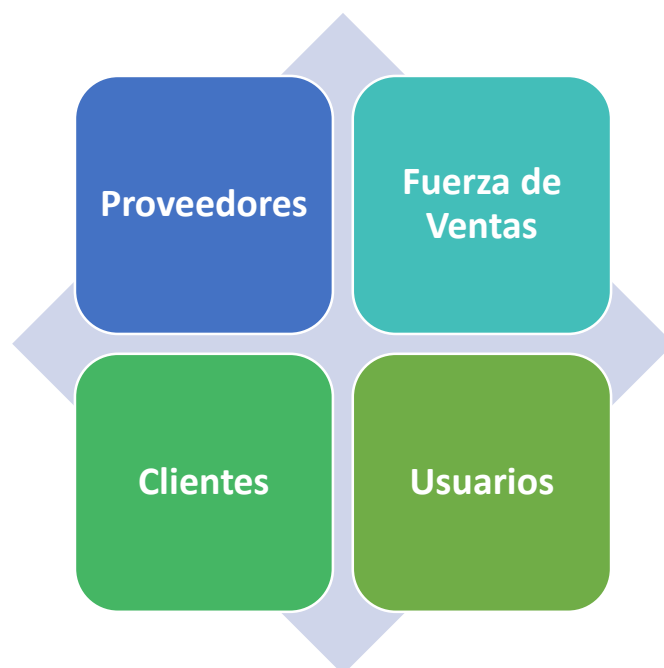 Proveedores
Fuerza de
Ventas
Clientes
Usuarios